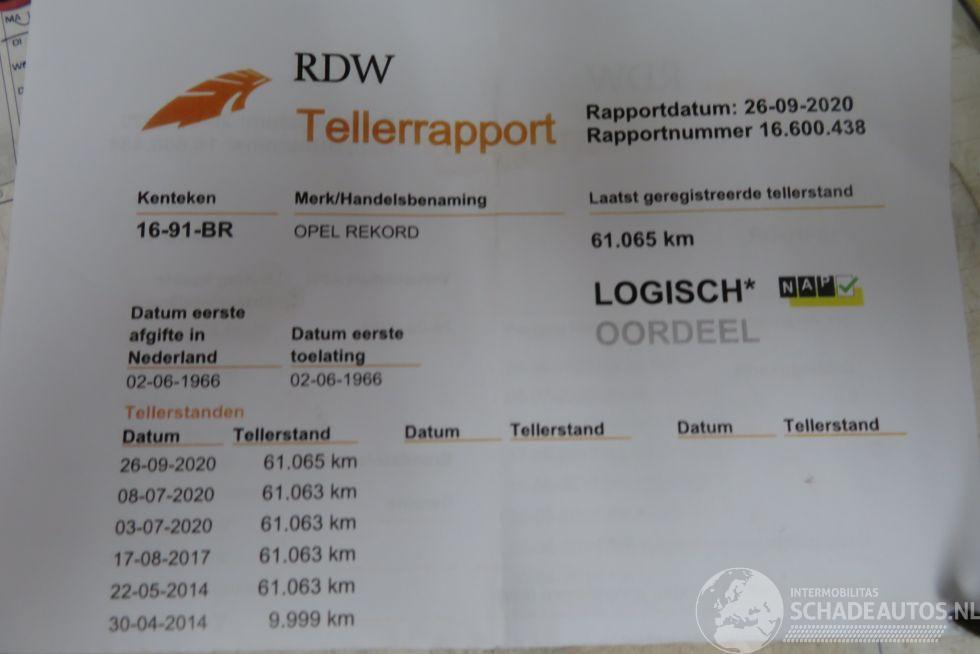 MA
DI
RDW
Tellerrapport
Rapportdatum: 26-09-2020
Rapportnummer 16.600.438
Kenteken
Merk/Handelsbenaming
Laatst geregistreerde tellerstand
16-91-BR
OPEL REKORD
61.065 km
LOGISCH*
NAP
OORDEEL
Datum eerste
afgifte in
Nederland
Datum eerste
toelating
02-06-1966
02-06-1966
Tellerstanden
Datum Tellerstand Datum Tellerstand Datum Tellerstand
26-09-2020 61.065 km
08-07-2020 61.063 km
03-07-2020 61.063 km
17-08-2017 61.063 km
22-05-2014 61.063 km
30-04-2014 9.999 km
INTERMOBILITAS
SCHADEAUTOS.NL